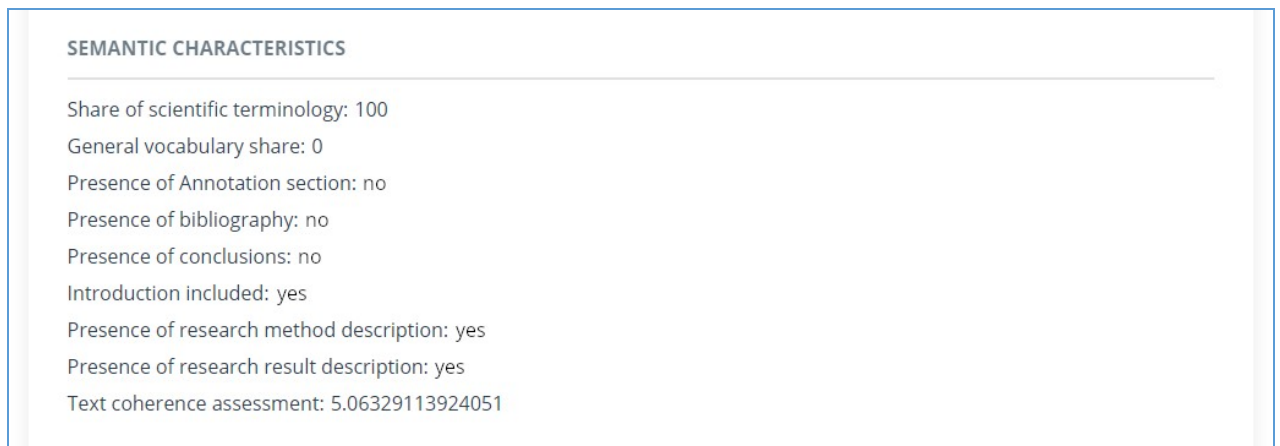 SEMANTIC CHARACTERISTICS
Share of scientific terminology: 100
General vocabulary share: 0
Presence of Annotation section: no
Presence of bibliography: no
Presence of conclusions: no
Introduction included: yes
Presence of research method description: yes
Presence of research result description: yes
Text coherence assessment: 5.06329113924051